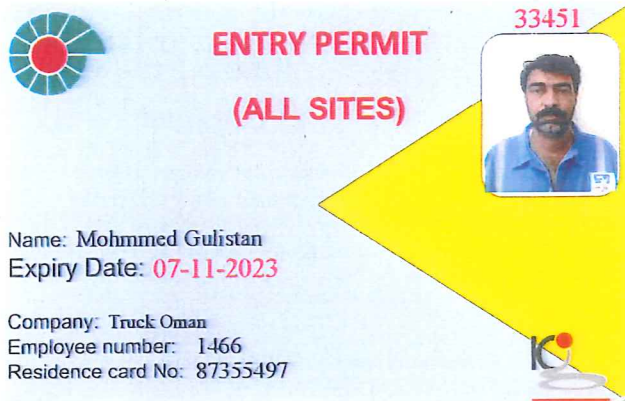 33451
ENTRY PERMIT
(ALL SITES)
Name: Mohmmed Gulistan
Expiry Date: 07-11-2023
Company: Truck Oman
Employee number: 1466
Residence card No: 87355497